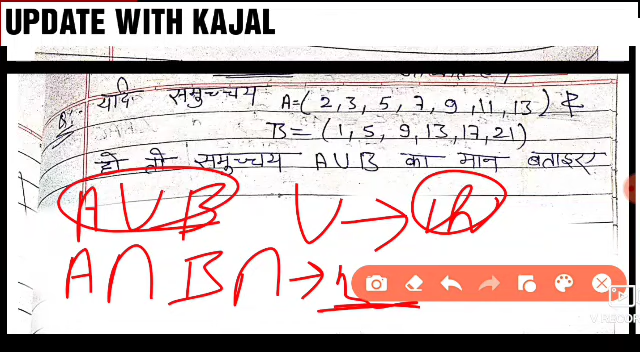 UPDATE WITH KAJAL
यदि समुच्चय A=( 2,3,5,7,9,11,13) व
B= (1,5,9,13,17,21)
हो तो समुच्चय A∪B का मान बताइए
A∪B ∪→
A∩B ∩→